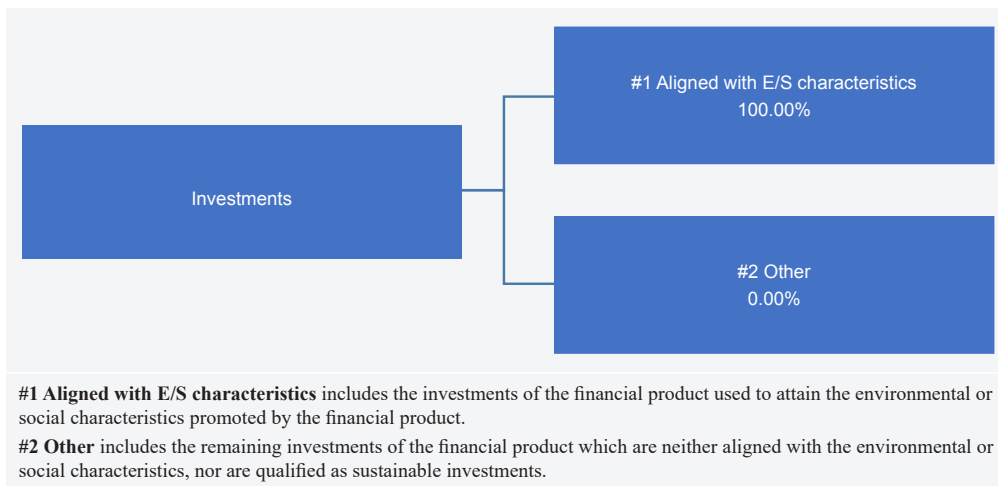 #1 Aligned with E/S characteristics
100.00%
Investments
#2 Other
0.00%
#1 Aligned with E/S characteristics includes the investments of the financial product used to attain the environmental or
social characteristics promoted by the financial product.
#2 Other includes the remaining investments of the financial product which are neither aligned with the environmental or
social characteristics, nor are qualified as sustainable investments.